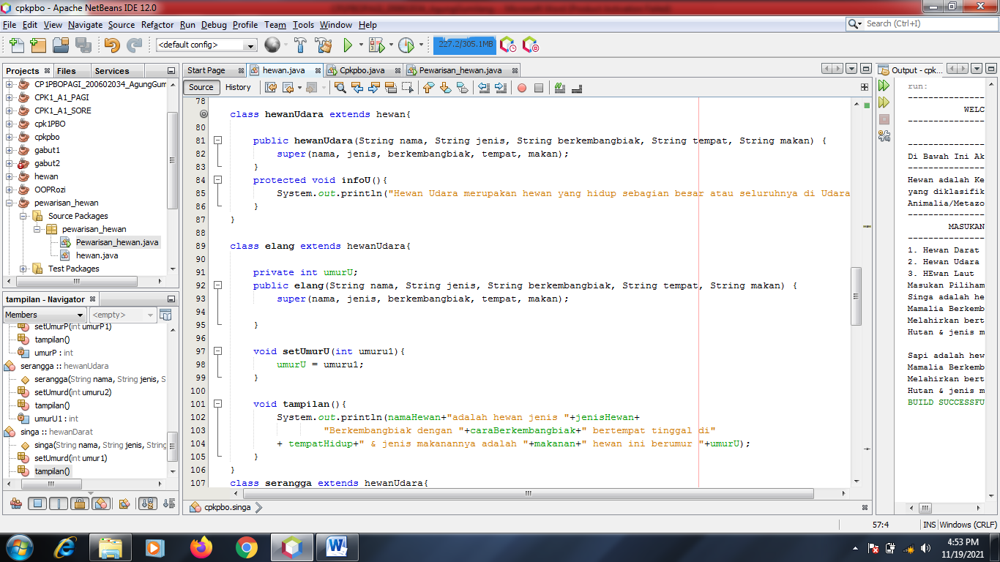 cpkpbo - Apache NetBeans IDE 12.0
File Edit View Navigate Source Refactor Run Debug Profile Team Tools Window Help
Search (Ctrl+I)
<default config>
227.2/305.1MB
Projects Files Services
CP1PBOPAGI_200602034_AgungGum
CPK1_A1_PAGI
CPK1_A1_SORE
cpk1PBO
cpkpbo
gabut1
gabut2
hewan
OOPRozi
pewarisan_hewan
Source Packages
pewarisan_hewan
Pewarisan_hewan.java
hewan.java
Test Packages
tampilan - Navigator
Members <empty>
setUmurP(int umurP1)
tampilan()
umurP : int
serangga :: hewanUdara
serangga(String nama, String jenis, S
setUmurd(int umuru2)
tampilan()
umurU1 : int
singa :: hewanDarat
singa(String nama, String jenis, String
setUmurd(int umur1)
tampilan()
Start Page hewan.java Cpkpbo.java Pewarisan_hewan.java
Source History
78
class hewanUdara extends hewan{
80
81 public hewanUdara(String nama, String jenis, String berkembangbiak, String tempat, String makan) {
82 super(nama, jenis, berkembangbiak, tempat, makan);
83 }
84 protected void infoU(){
85 System.out.println("Hewan Udara merupakan hewan yang hidup sebagian besar atau seluruhnya di Udara
86 }
87 }
88
89 class elang extends hewanUdara{
90
91 private int umurU;
92 public elang(String nama, String jenis, String berkembangbiak, String tempat, String makan) {
93 super(nama, jenis, berkembangbiak, tempat, makan);
94
95 }
96
97 void setUmurU(int umuru1){
98 umurU = umuru1;
99 }
100
101 void tampilan(){
102 System.out.println(namaHewan+"adalah hewan jenis "+jenisHewan+
103 "Berkembangbiak dengan "+caraBerkembangbiak+" bertempat tinggal di"
104 + tempatHidup+" & jenis makanannya adalah "+makanan+" hewan ini berumur "+umurU);
105 }
106 }
107 class serangga extends hewanUdara{
cpkpbo.singa
Output - cpk...
run:
-----------------
WELC
-----------------
-----------------
Di Bawah Ini Ak
-----------------
Hewan adalah Ke
yang diklasifik
Animalia/Metazo
-----------------
MASUKAN
-----------------
1. Hewan Darat
2. Hewan Udara
3. HEwan Laut
Masukan Piliham
Singa adalah he
Mamalia Berkemb
Melahirkan bert
Hutan & jenis m
Sapi adalah hew
Mamalia Berkemb
Melahirkan bert
Hutan & jenis m
BUILD SUCCESSFU
57:4 INS Windows (CRLF)
4:53 PM
11/19/2021